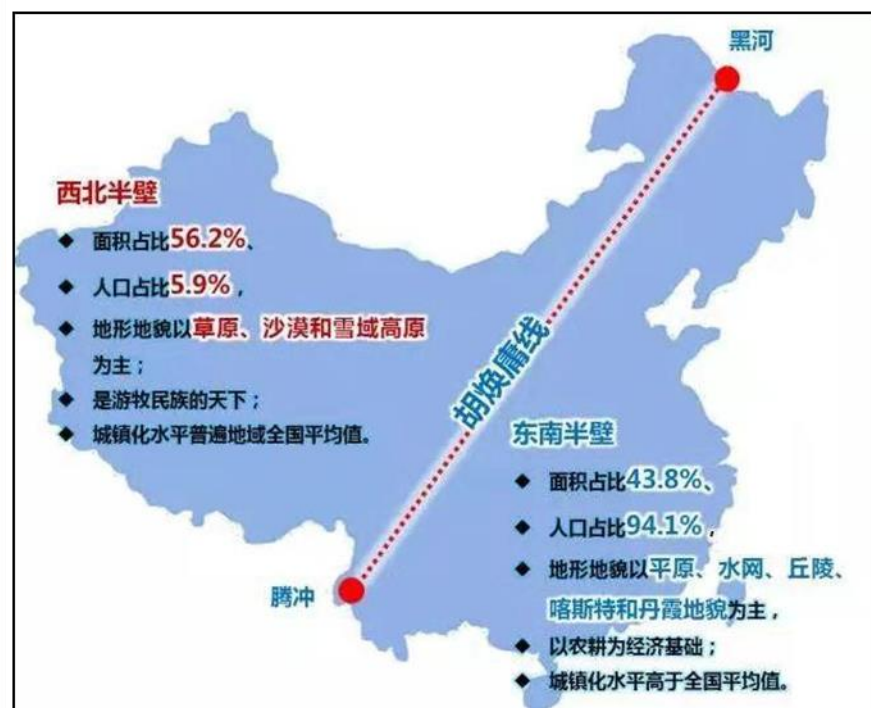 黑河
西北半壁
◆ 面积占比56.2%、
◆ 人口占比5.9%，
◆ 地形地貌以草原、沙漠和雪域高原
为主；
◆ 是游牧民族的天下；
◆ 城镇化水平普遍地域全国平均值。
胡焕庸线
东南半壁
◆ 面积占比43.8%、
◆ 人口占比94.1%，
◆ 地形地貌以平原、水网、丘陵、
喀斯特和丹霞地貌为主，
◆ 以农耕为经济基础；
◆ 城镇化水平高于全国平均值。
腾冲